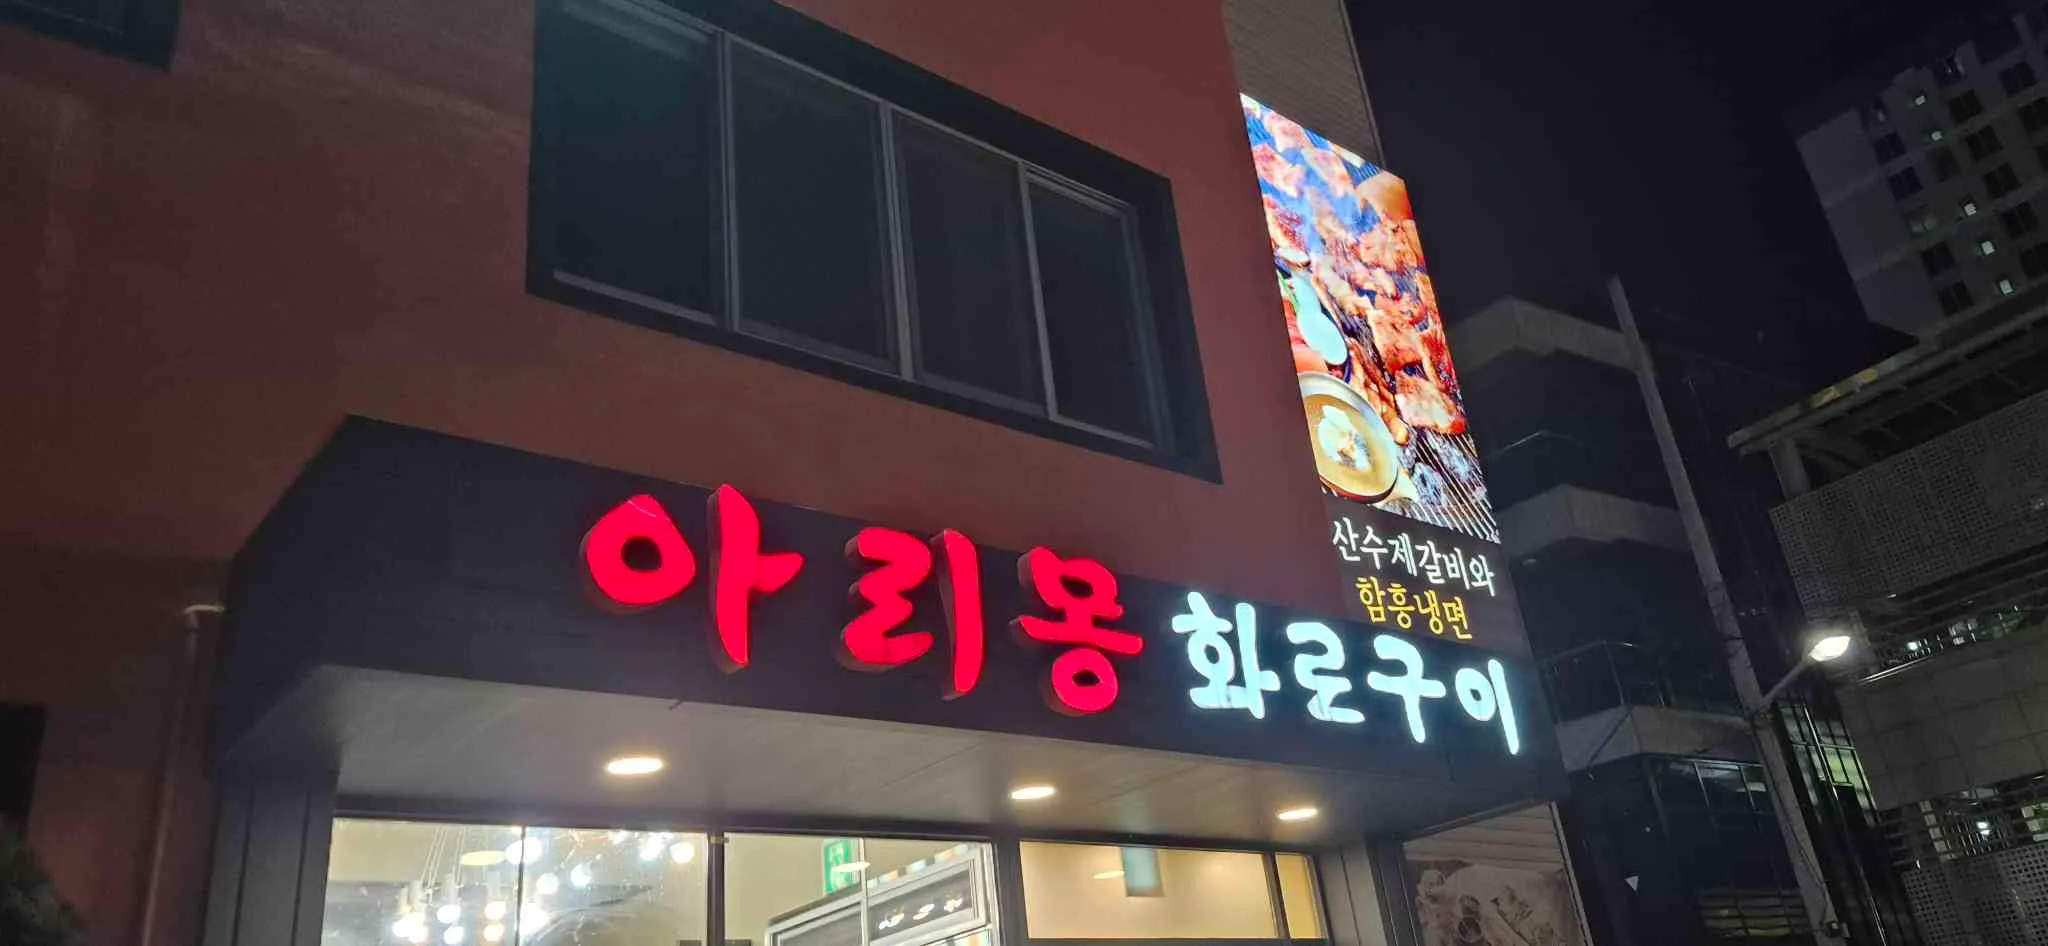 산수제갈비와
함흥냉면
아리몽 화로구이